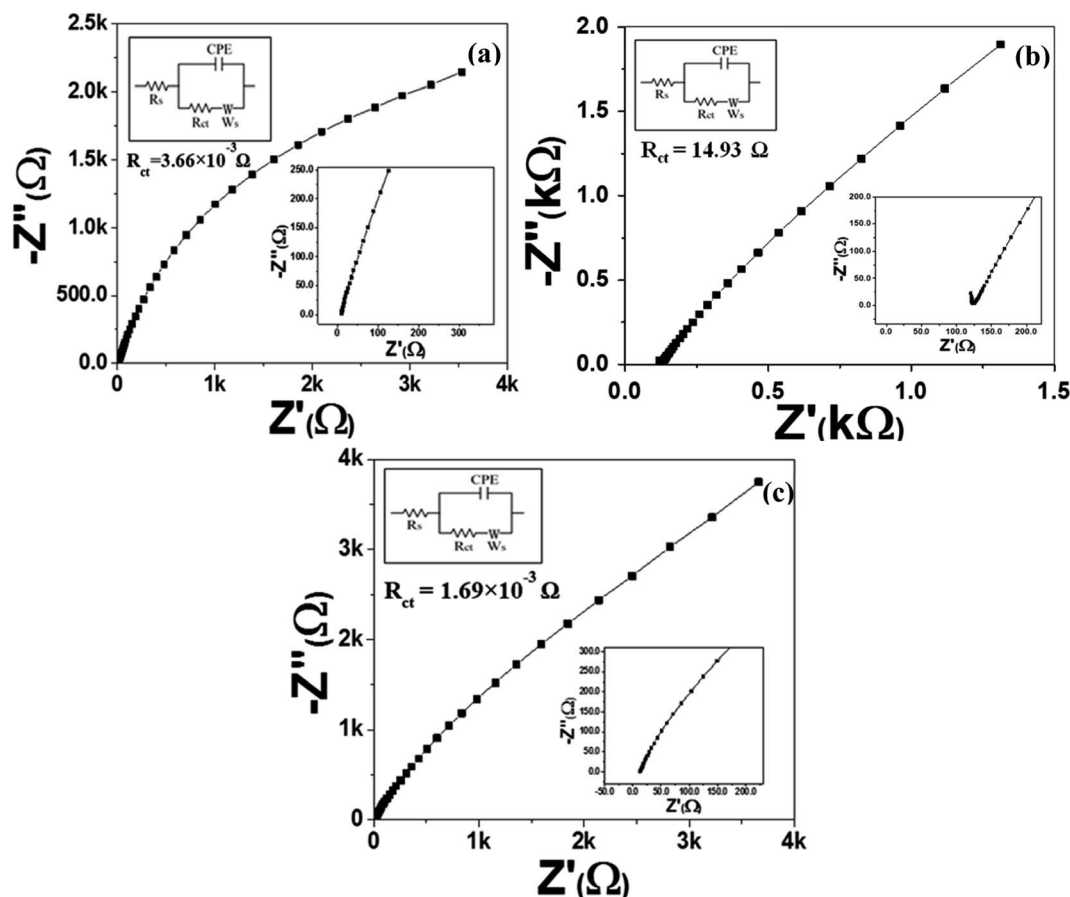 (a)
2.5k
2.0k
1.5k
1.0k
500.0
0.0
-Z''(Ω)
CPE
Rs
Rct Ws
Rct =3.66×10⁻³ Ω
250.0
200.0
150.0
100.0
50.0
0.0
-Z''(Ω)
0 100 200 300
Z'(Ω)
0 1k 2k 3k 4k
Z'(Ω)
(b)
2.0
1.5
1.0
0.5
0.0
-Z''(kΩ)
CPE
Rs
Rct Ws
Rct = 14.93 Ω
200.0
150.0
100.0
50.0
0.0
-Z''(Ω)
0.0 50.0 100.0 150.0 200.0
Z'(Ω)
0.0 0.5 1.0 1.5
Z'(kΩ)
(c)
4k
3k
2k
1k
0
-Z''(Ω)
CPE
Rs
Rct Ws
Rct = 1.69×10⁻³ Ω
300.0
250.0
200.0
150.0
100.0
50.0
0.0
-Z''(Ω)
-50.0 0.0 50.0 100.0 150.0 200.0
Z'(Ω)
0 1k 2k 3k 4k
Z'(Ω)